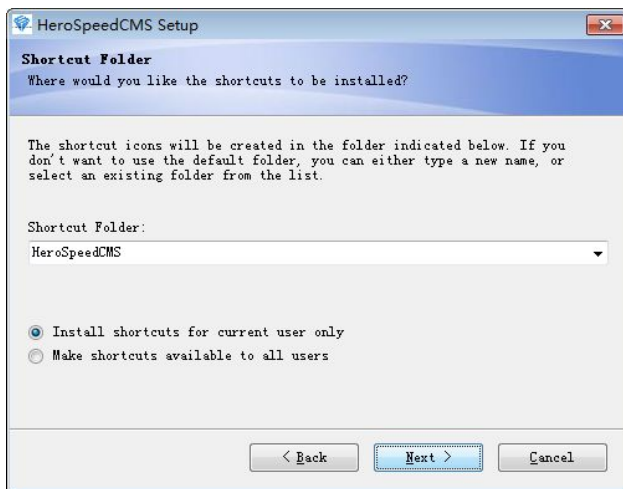 HeroSpeedCMS Setup
Shortcut Folder
Where would you like the shortcuts to be installed?
The shortcut icons will be created in the folder indicated below. If you
don't want to use the default folder, you can either type a new name, or
select an existing folder from the list.
Shortcut Folder:
HeroSpeedCMS
Install shortcuts for current user only
Make shortcuts available to all users
< Back
Next >
Cancel